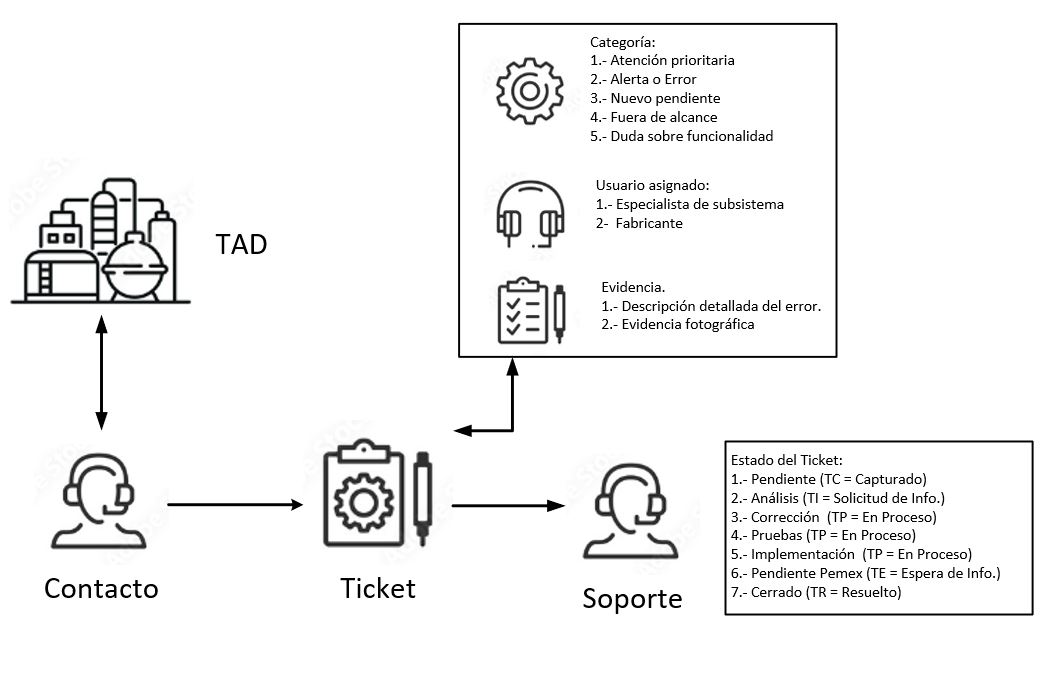 Categoría:
1.- Atención prioritaria
2.- Alerta o Error
3.- Nuevo pendiente
4.- Fuera de alcance
5.- Duda sobre funcionalidad
Usuario asignado:
1.- Especialista de subsistema
2- Fabricante
Evidencia.
1.- Descripción detallada del error.
2.- Evidencia fotográfica
TAD
Contacto
Ticket
Soporte
Estado del Ticket:
1.- Pendiente (TC = Capturado)
2.- Análisis (TI = Solicitud de Info.)
3.- Corrección (TP = En Proceso)
4.- Pruebas (TP = En Proceso)
5.- Implementación (TP = En Proceso)
6.- Pendiente Pemex (TE = Espera de Info.)
7.- Cerrado (TR = Resuelto)